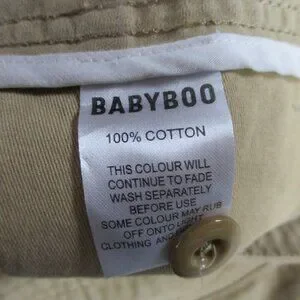 BABYBOO
100% COTTON
THIS COLOUR WILL
CONTINUE TO FADE
WASH SEPARATELY
BEFORE USE
SOME COLOUR MAY RUB
OFF ONTO LIGHT
CLOTHING AND